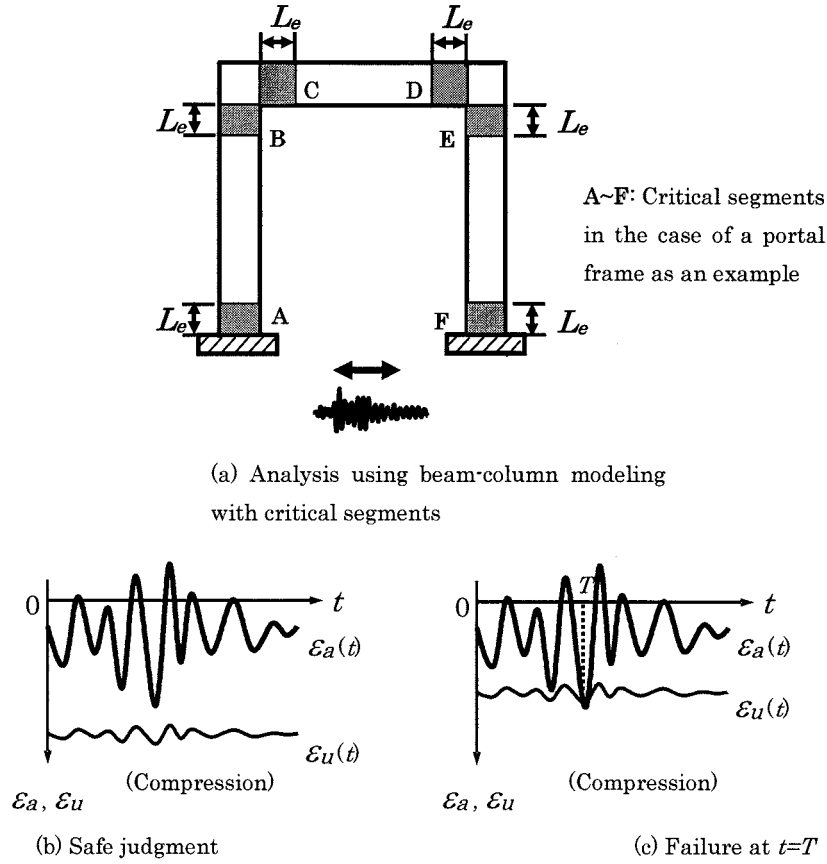 Le
Le
C
D
Le
B
E
Le
A~F: Critical segments
in the case of a portal
frame as an example
Le
A
F
Le
(a) Analysis using beam-column modeling
with critical segments
0
t
εa(t)
εu(t)
(Compression)
εa, εu
(b) Safe judgment
T
0
t
εa(t)
εu(t)
(Compression)
εa, εu
(c) Failure at t=T